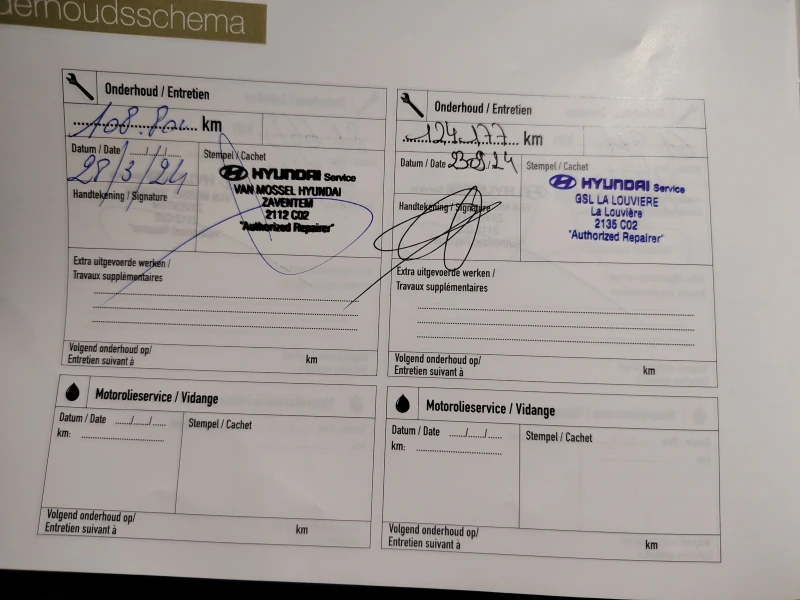 derhoudsschema
Onderhoud / Entretien
km
Datum / Date
28/3/24
Stempel / Cachet
HYUNDAI Service
VAN MOSSEL HYUNDAI
ZAVENTEM
2112 C02
"Authorized Repairer"
Handtekening / Signature
Extra uitgevoerde werken /
Travaux supplémentaires
Volgend onderhoud op/
Entretien suivant à km
Onderhoud / Entretien
124.177 km
Datum / Date
Stempel / Cachet
HYUNDAI Service
GSL LA LOUVIERE
La Louvière
2135 C02
"Authorized Repairer"
Handtekening / Signature
Extra uitgevoerde werken /
Travaux supplémentaires
Volgend onderhoud op/
Entretien suivant à km
Motorolieservice / Vidange
Datum / Date ....../....../......
km: ..............................
Stempel / Cachet
Volgend onderhoud op/
Entretien suivant à km
Motorolieservice / Vidange
Datum / Date ....../....../......
km: ..............................
Stempel / Cachet
Volgend onderhoud op/
Entretien suivant à km